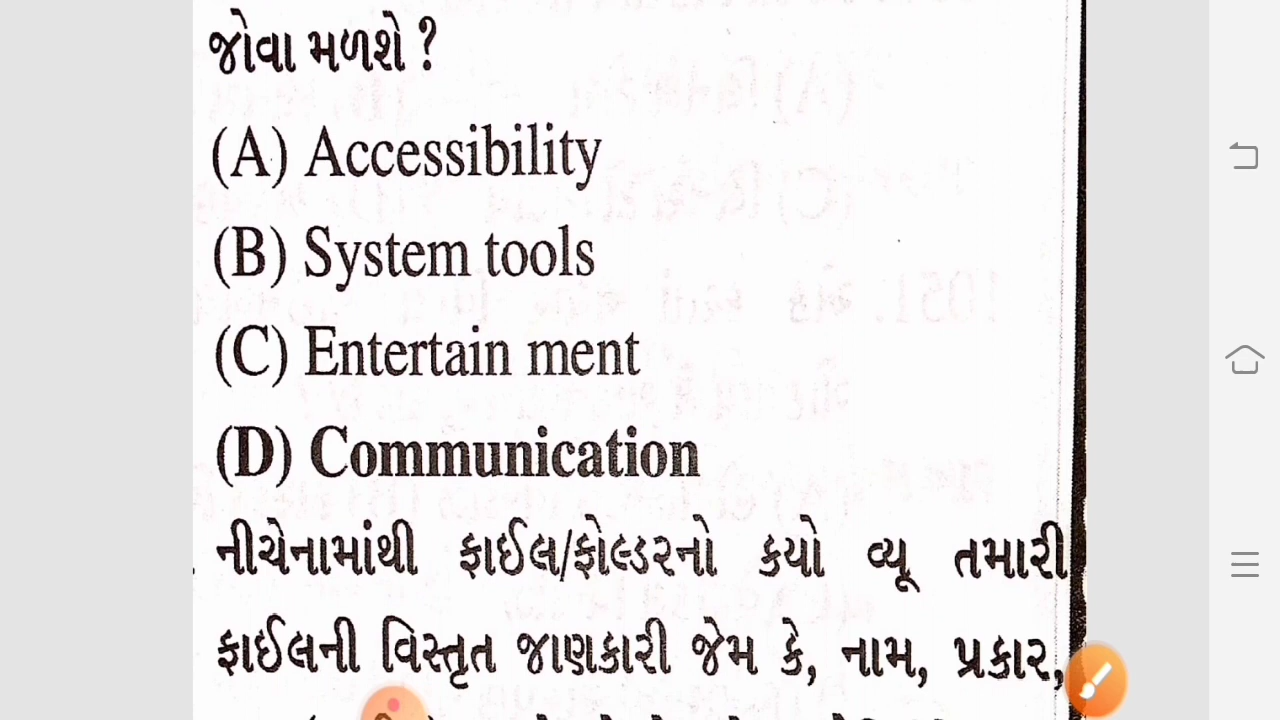 જોવા મળશે ?
(A) Accessibility
(B) System tools
(C) Entertain ment
(D) Communication
નીચેનામાંથી ફાઈલ/ફોલ્ડરનો કયો વ્યૂ તમારી
ફાઈલની વિસ્તૃત જાણકારી જેમ કે, નામ, પ્રકાર,